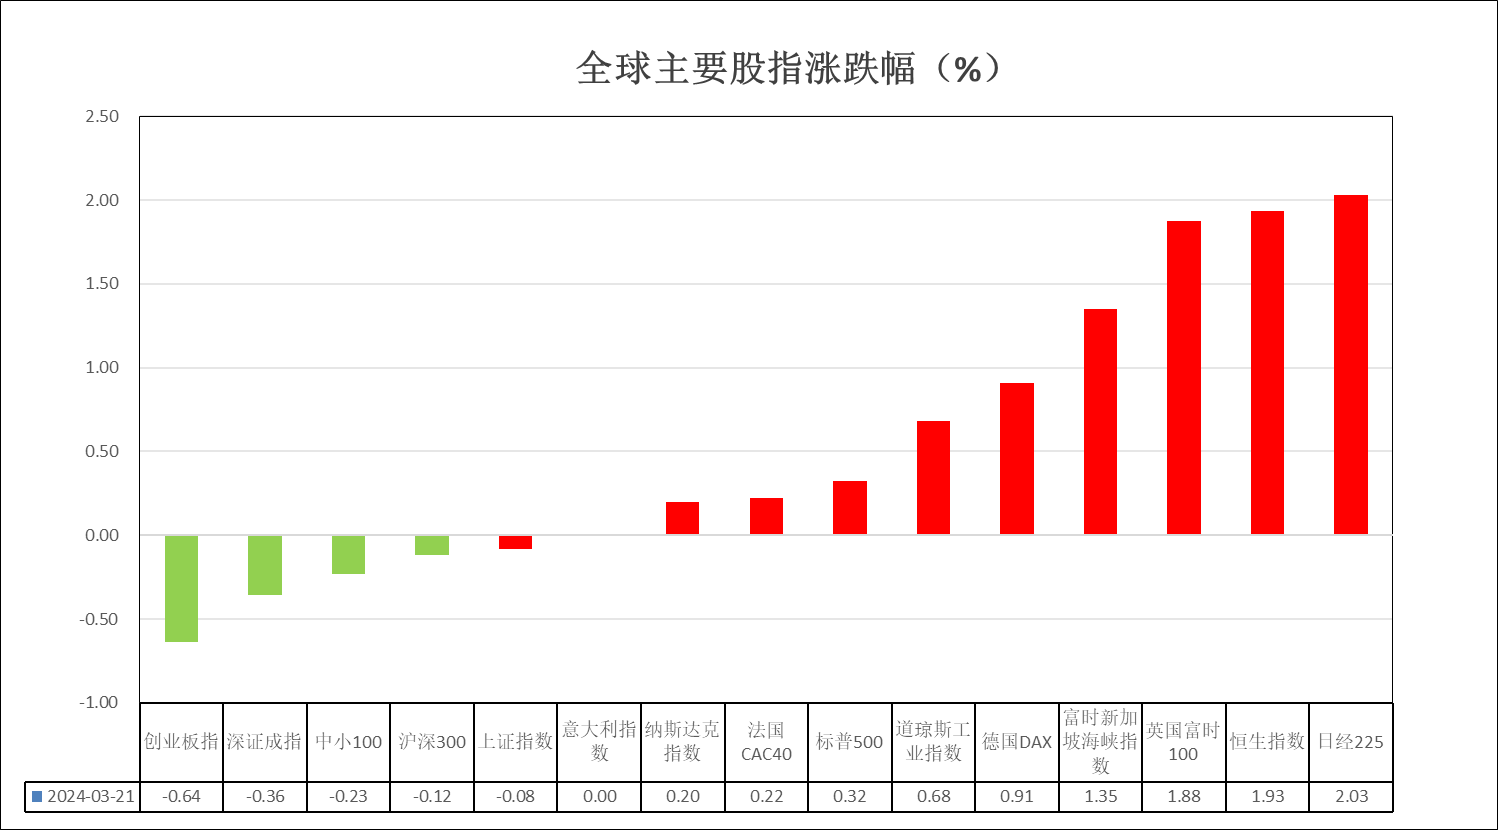 全球主要股指涨跌幅（%）
2.50
2.00
1.50
1.00
0.50
0.00
-0.50
-1.00
创业板指
深证成指
中小100
沪深300
上证指数
意大利指
数
纳斯达克
指数
法国
CAC40
标普500
道琼斯工
业指数
德国DAX
富时新加
坡海峡指
数
英国富时
100
恒生指数
日经225
2024-03-21 -0.64 -0.36 -0.23 -0.12 -0.08 0.00 0.20 0.22 0.32 0.68 0.91 1.35 1.88 1.93 2.03